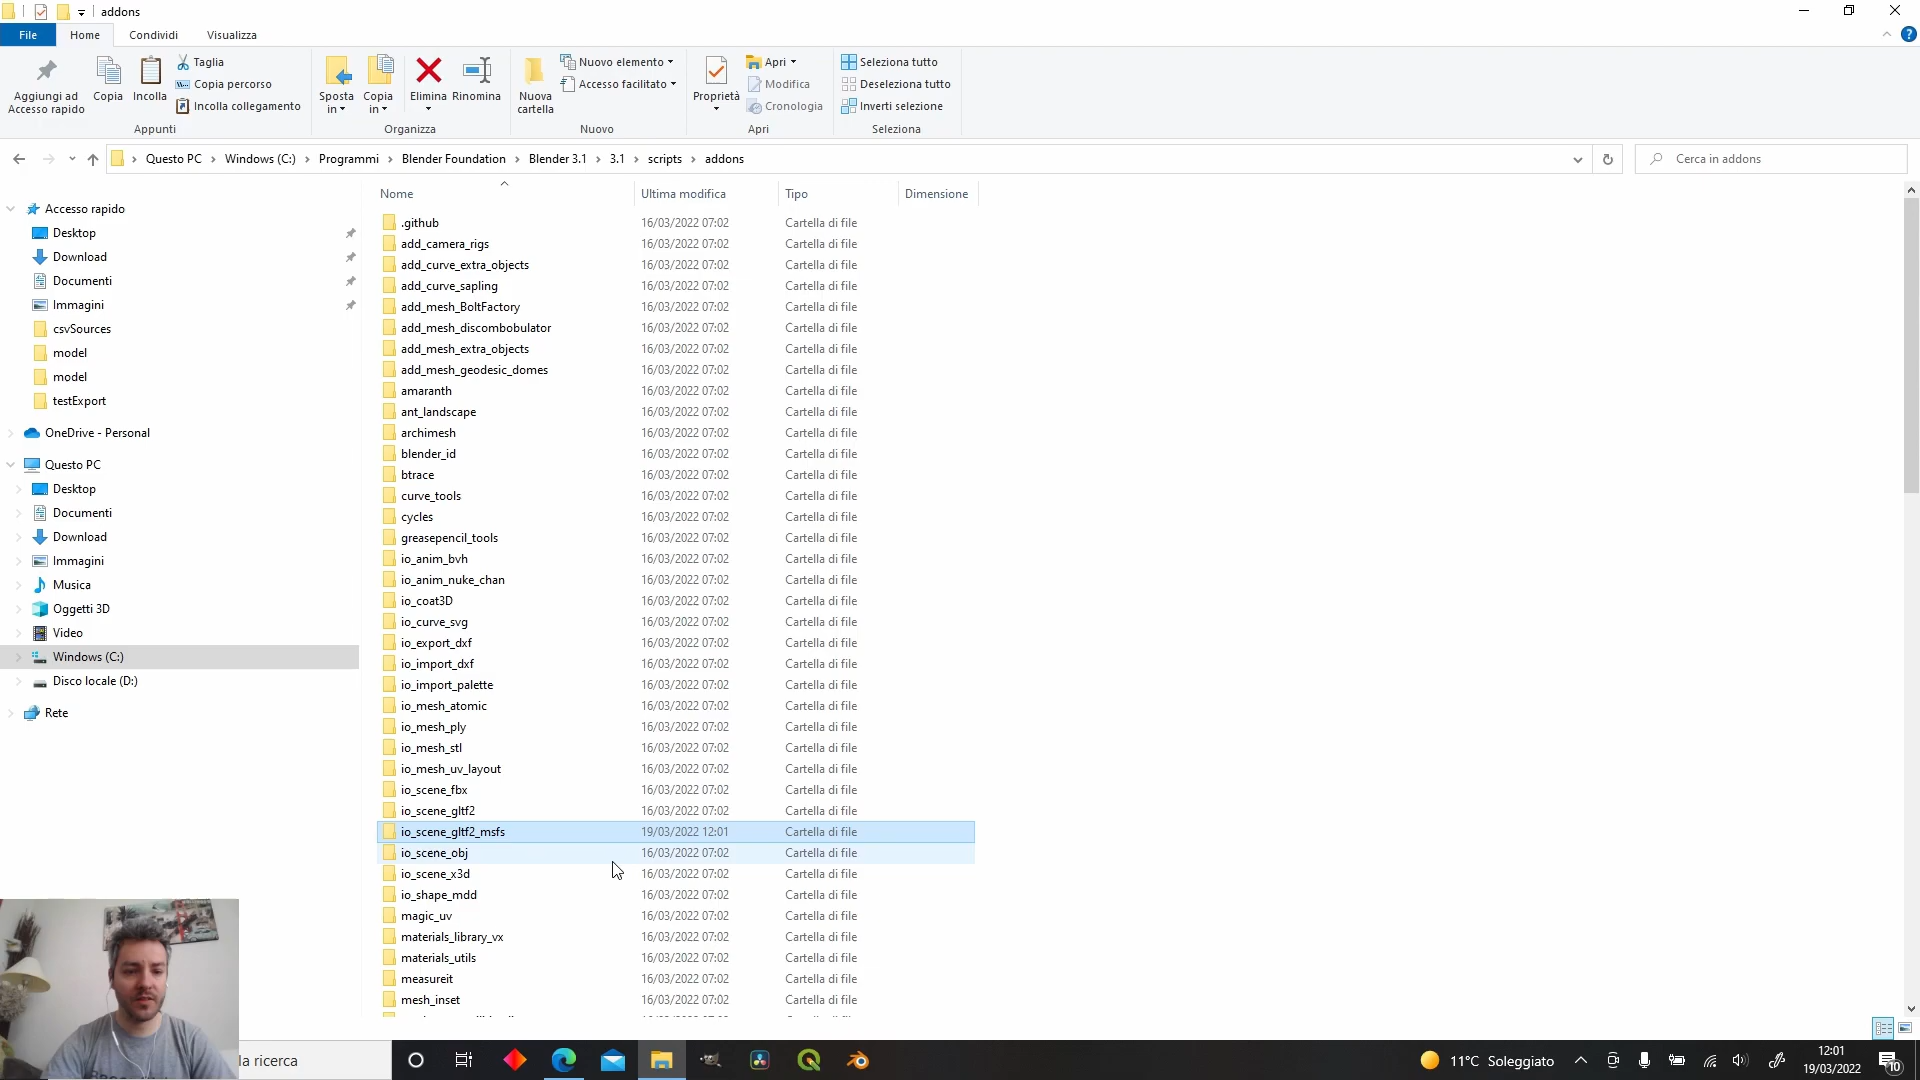 addons
File Home Condividi Visualizza
Aggiungi ad Accesso rapido
Copia
Incolla
Taglia
Copia percorso
Incolla collegamento
Appunti
Sposta in
Copia in
Elimina
Rinomina
Organizza
Nuova cartella
Nuovo elemento
Accesso facilitato
Nuovo
Proprietà
Apri
Modifica
Cronologia
Apri
Seleziona tutto
Deseleziona tutto
Inverti selezione
Seleziona
Questo PC > Windows (C:) > Programmi > Blender Foundation > Blender 3.1 > 3.1 > scripts > addons
Cerca in addons
Accesso rapido
Desktop
Download
Documenti
Immagini
csvSources
model
model
testExport
OneDrive - Personal
Questo PC
Desktop
Documenti
Download
Immagini
Musica
Oggetti 3D
Video
Windows (C:)
Disco locale (D:)
Rete
Nome Ultima modifica Tipo Dimensione
.github 16/03/2022 07:02 Cartella di file
add_camera_rigs 16/03/2022 07:02 Cartella di file
add_curve_extra_objects 16/03/2022 07:02 Cartella di file
add_curve_sapling 16/03/2022 07:02 Cartella di file
add_mesh_BoltFactory 16/03/2022 07:02 Cartella di file
add_mesh_discombobulator 16/03/2022 07:02 Cartella di file
add_mesh_extra_objects 16/03/2022 07:02 Cartella di file
add_mesh_geodesic_domes 16/03/2022 07:02 Cartella di file
amaranth 16/03/2022 07:02 Cartella di file
ant_landscape 16/03/2022 07:02 Cartella di file
archimesh 16/03/2022 07:02 Cartella di file
blender_id 16/03/2022 07:02 Cartella di file
btrace 16/03/2022 07:02 Cartella di file
curve_tools 16/03/2022 07:02 Cartella di file
cycles 16/03/2022 07:02 Cartella di file
greasepencil_tools 16/03/2022 07:02 Cartella di file
io_anim_bvh 16/03/2022 07:02 Cartella di file
io_anim_nuke_chan 16/03/2022 07:02 Cartella di file
io_coat3D 16/03/2022 07:02 Cartella di file
io_curve_svg 16/03/2022 07:02 Cartella di file
io_export_dxf 16/03/2022 07:02 Cartella di file
io_import_dxf 16/03/2022 07:02 Cartella di file
io_import_palette 16/03/2022 07:02 Cartella di file
io_mesh_atomic 16/03/2022 07:02 Cartella di file
io_mesh_ply 16/03/2022 07:02 Cartella di file
io_mesh_stl 16/03/2022 07:02 Cartella di file
io_mesh_uv_layout 16/03/2022 07:02 Cartella di file
io_scene_fbx 16/03/2022 07:02 Cartella di file
io_scene_gltf2 16/03/2022 07:02 Cartella di file
io_scene_gltf2_msfs 19/03/2022 12:01 Cartella di file
io_scene_obj 16/03/2022 07:02 Cartella di file
io_scene_x3d 16/03/2022 07:02 Cartella di file
io_shape_mdd 16/03/2022 07:02 Cartella di file
magic_uv 16/03/2022 07:02 Cartella di file
materials_library_vx 16/03/2022 07:02 Cartella di file
materials_utils 16/03/2022 07:02 Cartella di file
measureit 16/03/2022 07:02 Cartella di file
mesh_inset 16/03/2022 07:02 Cartella di file
la ricerca
11°C Soleggiato
12:01
19/03/2022
10